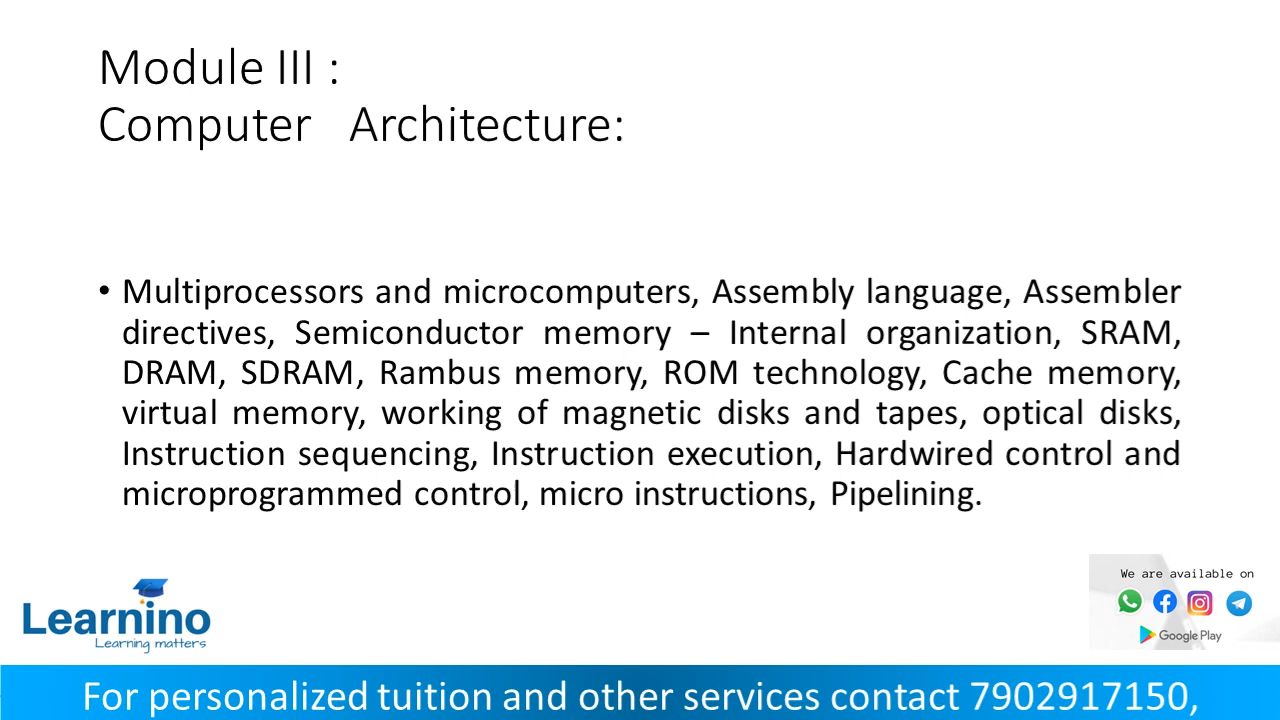 Module III :
Computer Architecture:
• Multiprocessors and microcomputers, Assembly language, Assembler
directives, Semiconductor memory – Internal organization, SRAM,
DRAM, SDRAM, Rambus memory, ROM technology, Cache memory,
virtual memory, working of magnetic disks and tapes, optical disks,
Instruction sequencing, Instruction execution, Hardwired control and
microprogrammed control, micro instructions, Pipelining.
We are available on
Google Play
Learnino
Learning matters
For personalized tuition and other services contact 7902917150,